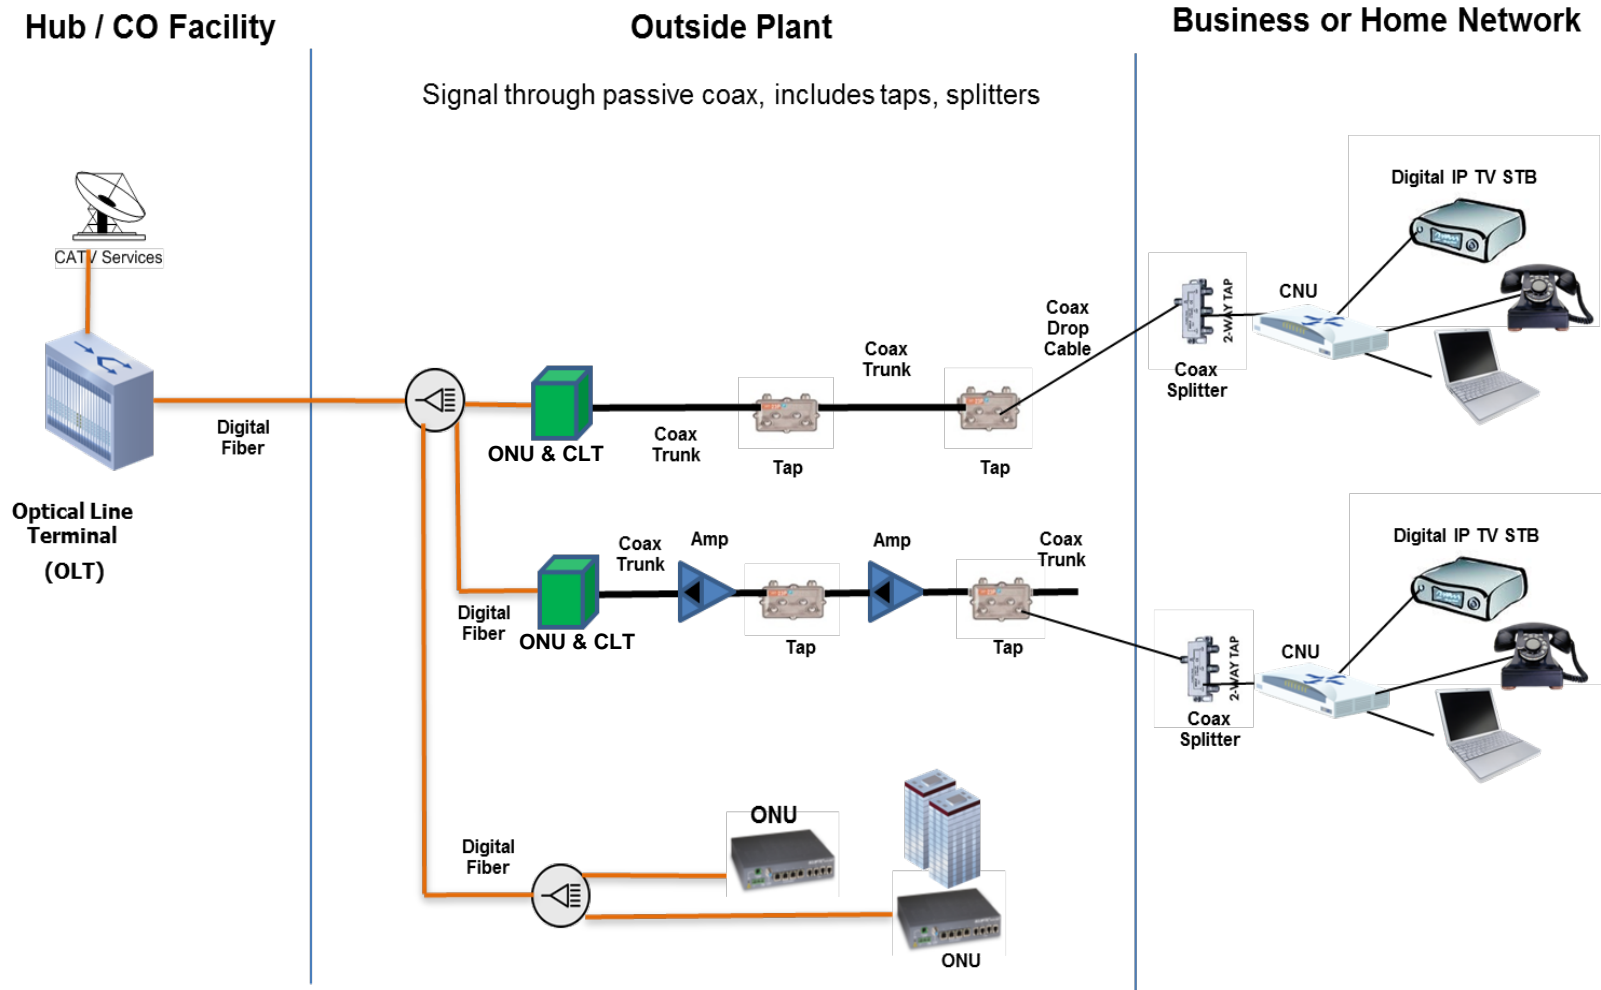 Hub / CO Facility
Outside Plant
Business or Home Network
Signal through passive coax, includes taps, splitters
CATV Services
Digital
Fiber
Optical Line
Terminal
(OLT)
ONU & CLT
Coax
Trunk
Tap
Coax
Trunk
Tap
Coax
Drop
Cable
2-WAY TAP
Coax
Splitter
CNU
Digital IP TV STB
Digital
Fiber
ONU & CLT
Coax
Trunk
Amp
Tap
Amp
Tap
Coax
Trunk
2-WAY TAP
Coax
Splitter
CNU
Digital IP TV STB
Digital
Fiber
ONU
ONU